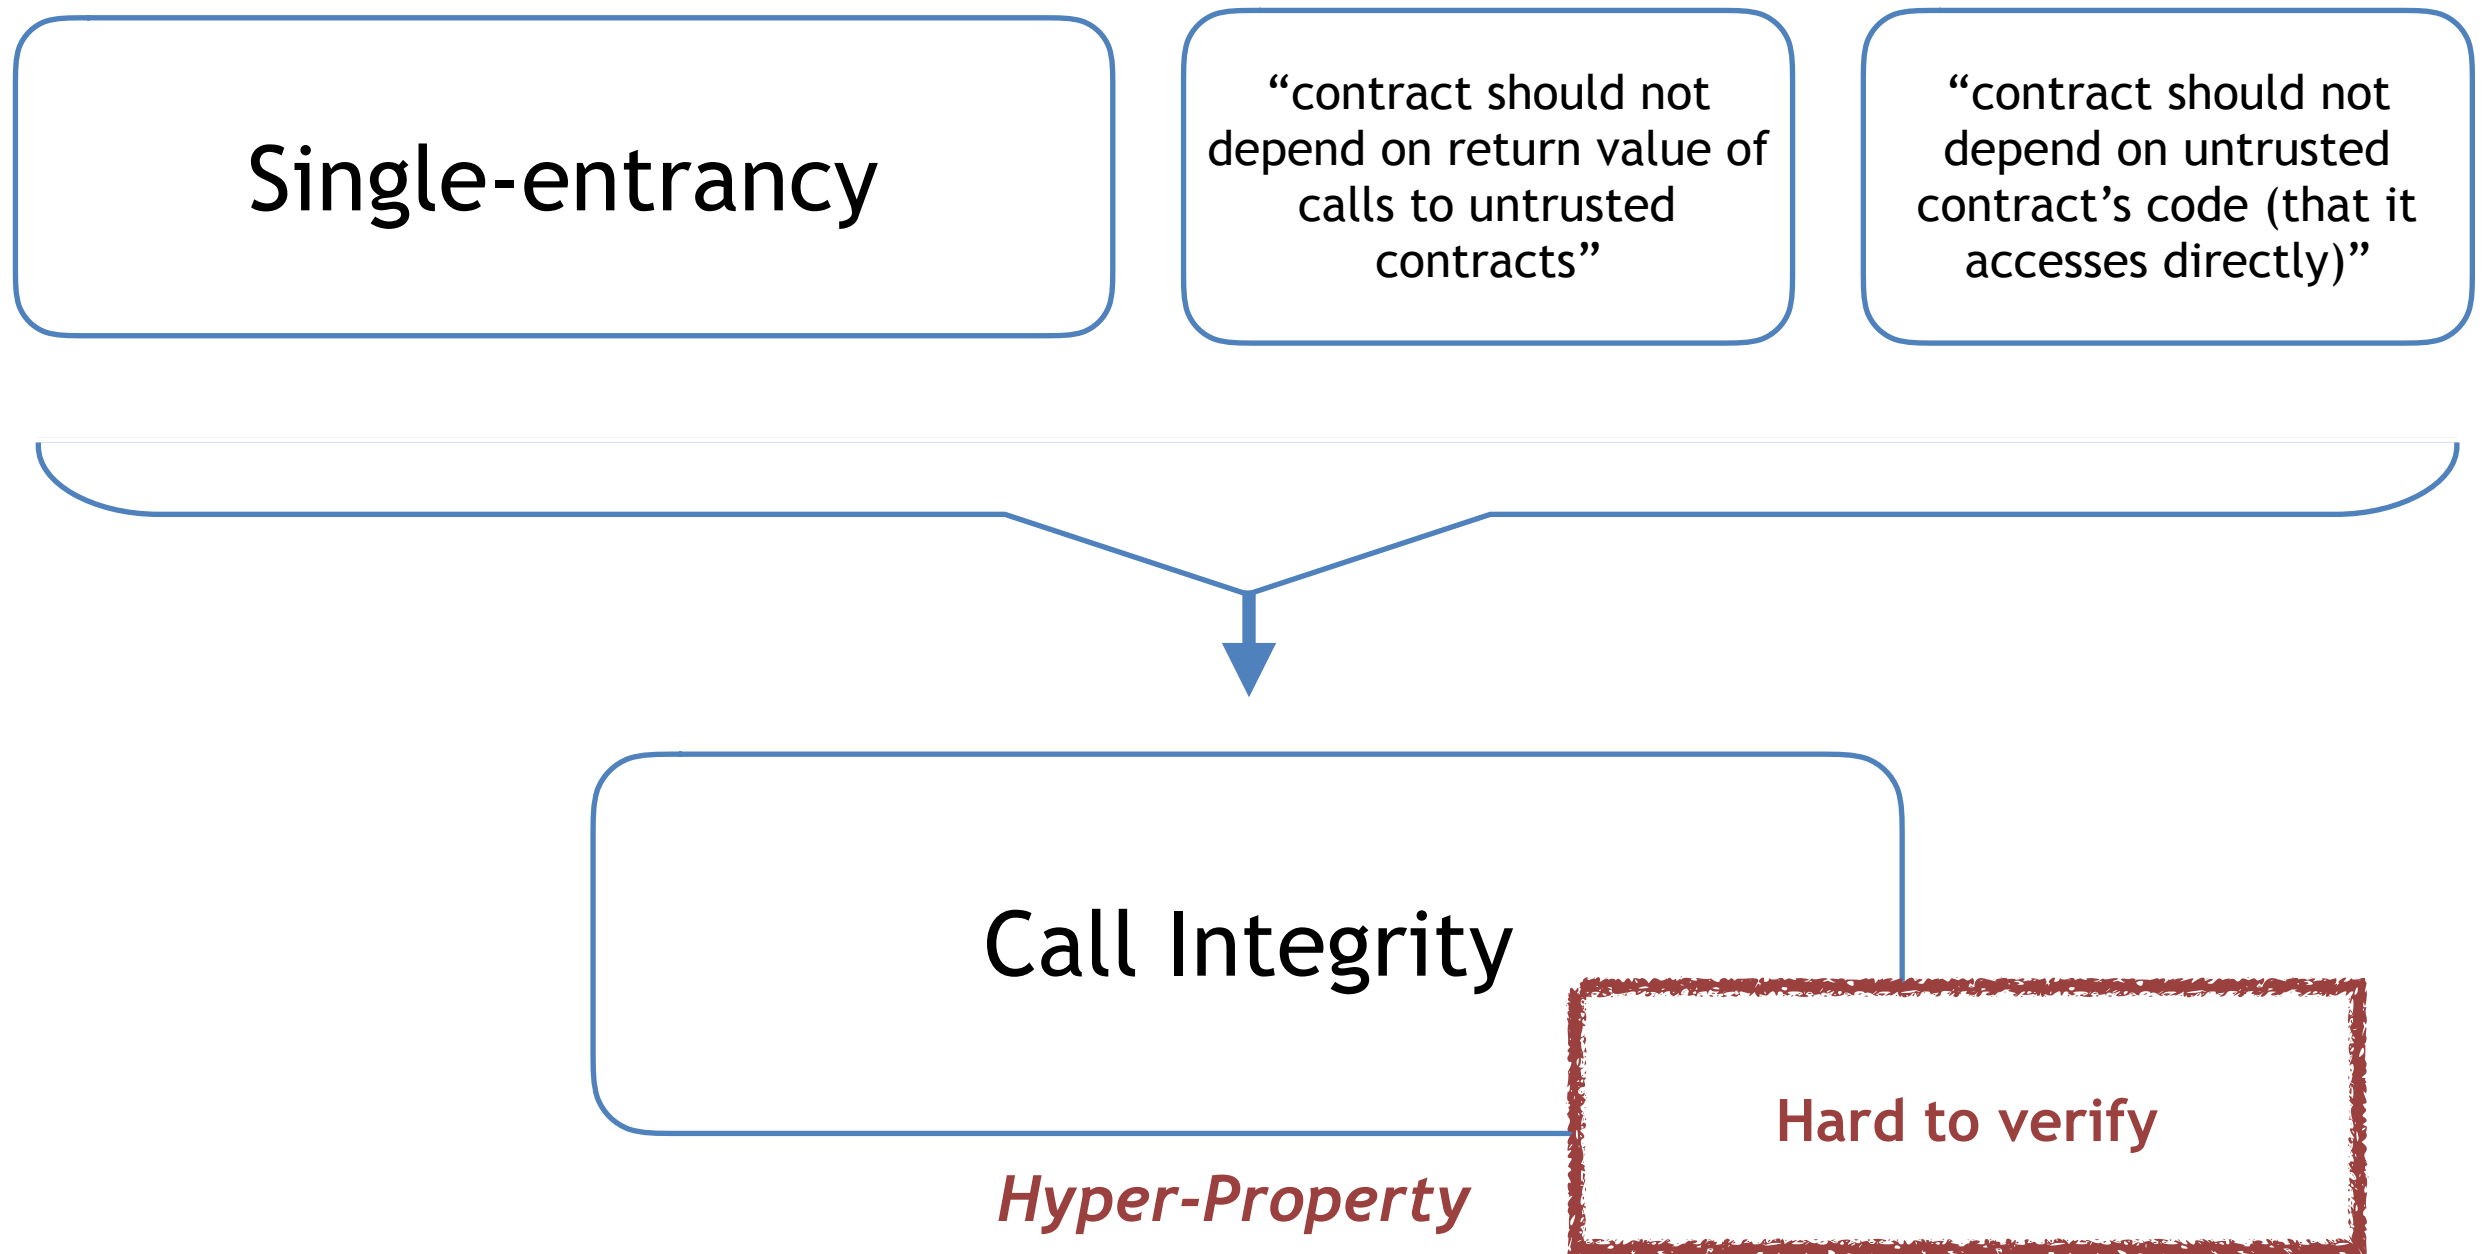 Single-entrancy
“contract should not
depend on return value of
calls to untrusted
contracts”
“contract should not
depend on untrusted
contract’s code (that it
accesses directly)”
Call Integrity
Hard to verify
Hyper-Property